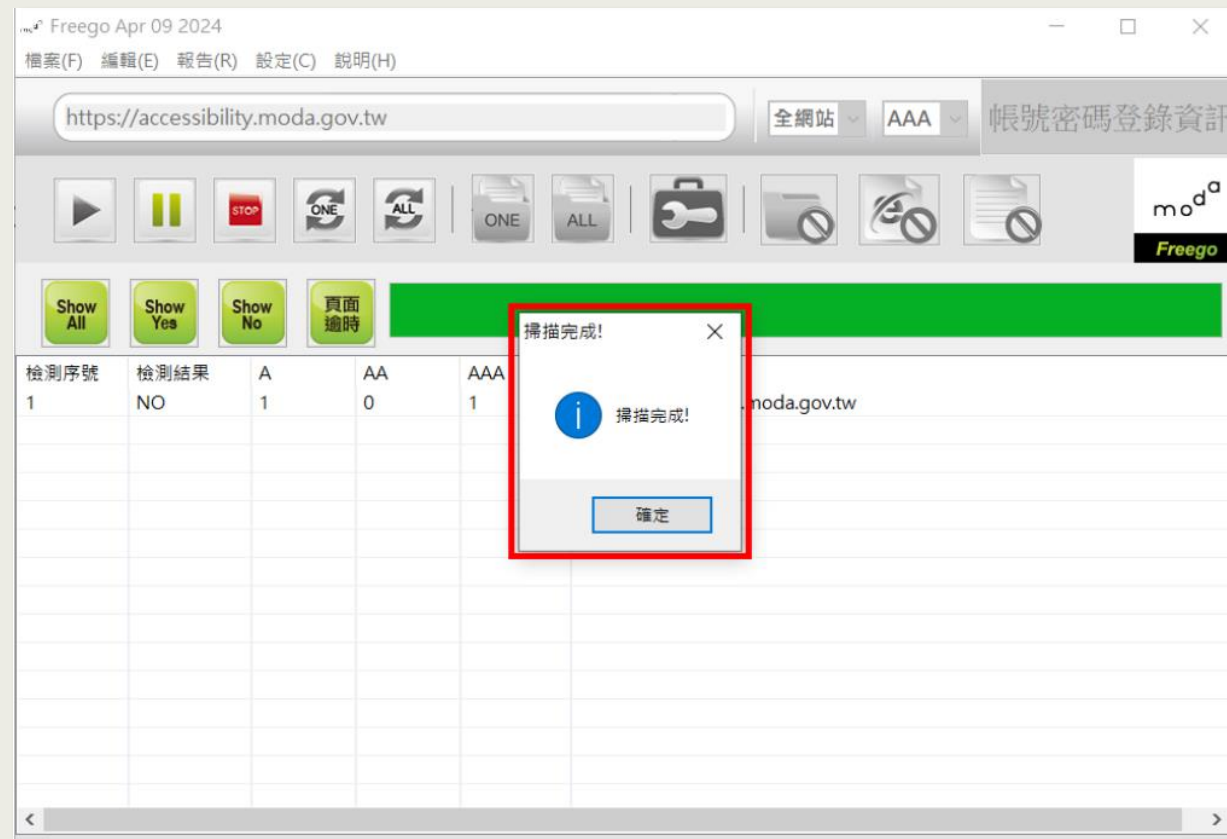 moda Freego Apr 09 2024
檔案(F) 編輯(E) 報告(R) 設定(C) 說明(H)
https://accessibility.moda.gov.tw 全網站 AAA 帳號密碼登錄資訊
STOP ONE ALL ONE ALL
moda
Freego
Show All
Show Yes
Show No
頁面逾時
掃描完成!
檢測序號 檢測結果 A AA AAA
1 NO 1 0 1 .moda.gov.tw
掃描完成!
確定